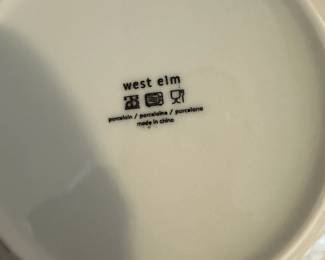 west elm
porcelain / porcelaine / porcelana
made in china